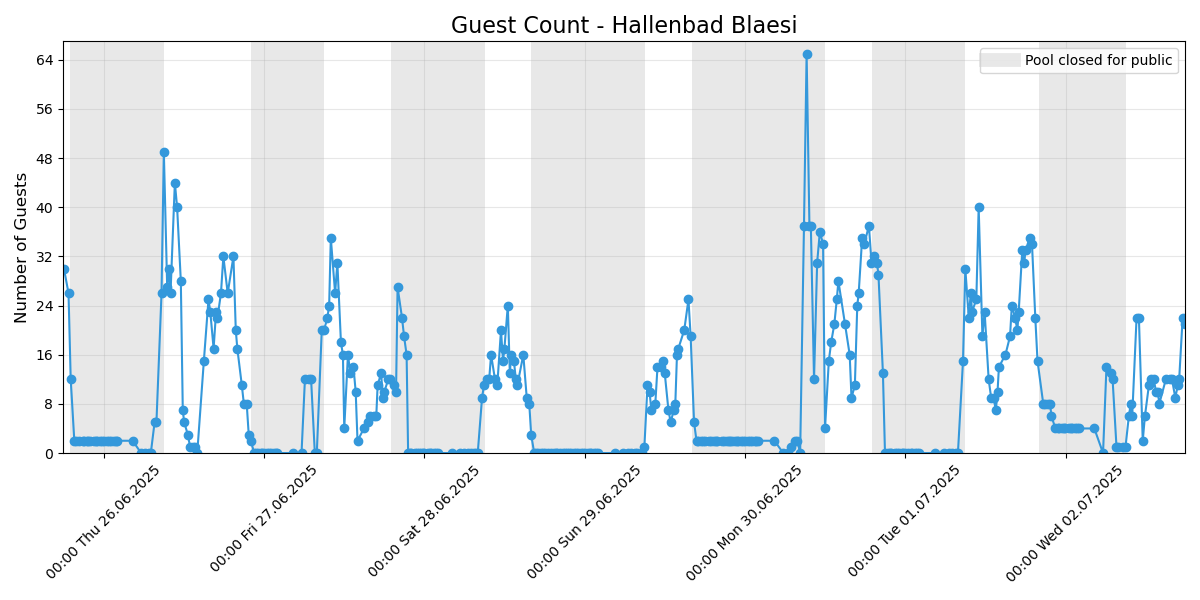 Guest Count - Hallenbad Blaesi
Pool closed for public
Number of Guests
64
56
48
40
32
24
16
8
0
00:00 Thu 26.06.2025
00:00 Fri 27.06.2025
00:00 Sat 28.06.2025
00:00 Sun 29.06.2025
00:00 Mon 30.06.2025
00:00 Tue 01.07.2025
00:00 Wed 02.07.2025